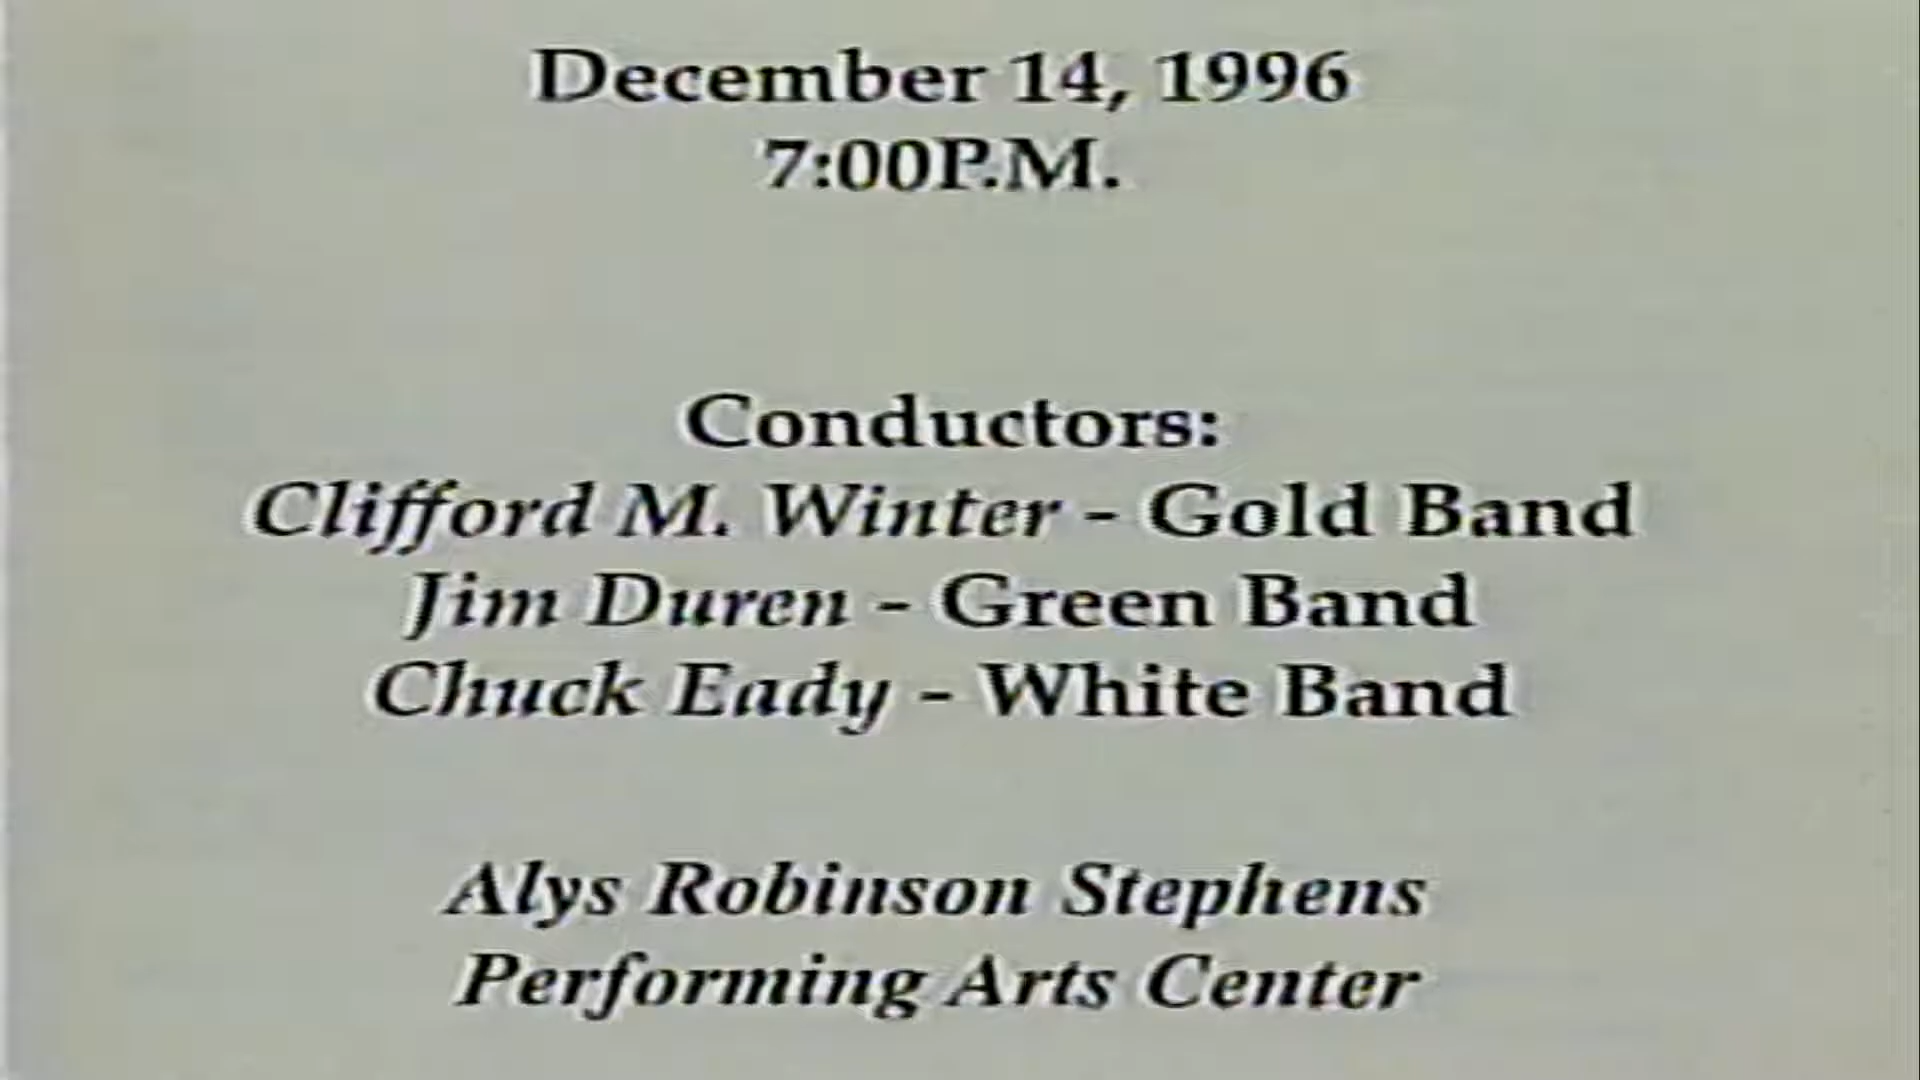 December 14, 1996
7:00P.M.
Conductors:
Clifford M. Winter - Gold Band
Jim Duren - Green Band
Chuck Eady - White Band
Alys Robinson Stephens
Performing Arts Center